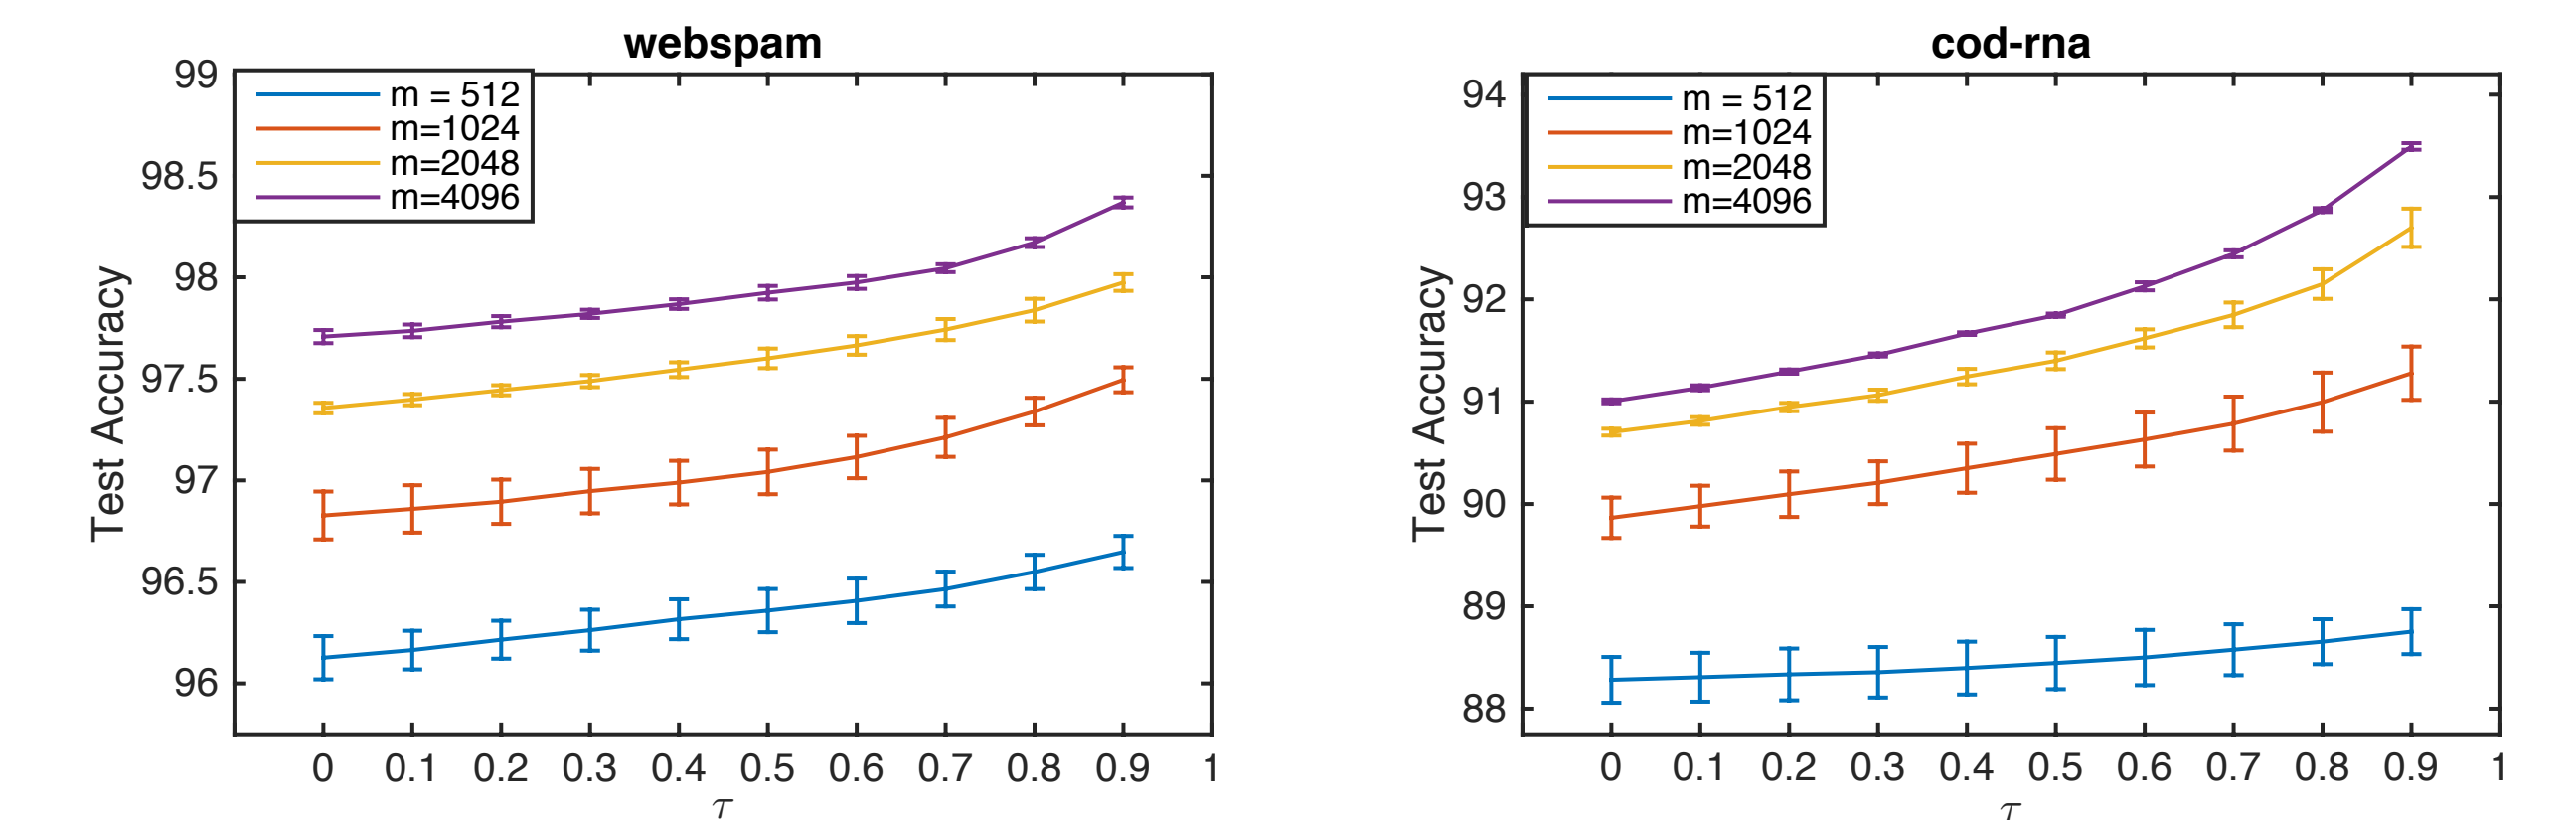 webspam
99
98.5
98
97.5
97
96.5
96
Test Accuracy
m = 512
m=1024
m=2048
m=4096
0 0.1 0.2 0.3 0.4 0.5 0.6 0.7 0.8 0.9 1
τ
cod-rna
94
93
92
91
90
89
88
Test Accuracy
m = 512
m=1024
m=2048
m=4096
0 0.1 0.2 0.3 0.4 0.5 0.6 0.7 0.8 0.9 1
τ